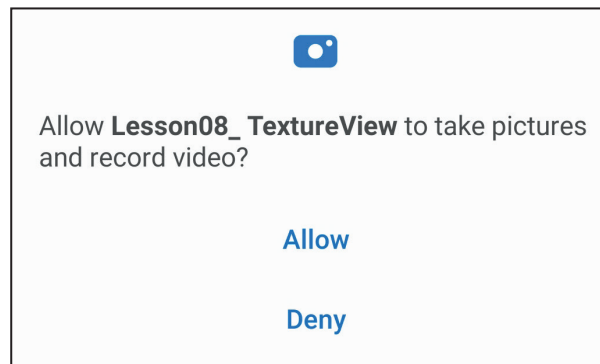 Allow Lesson08_ TextureView to take pictures
and record video?
Allow
Deny